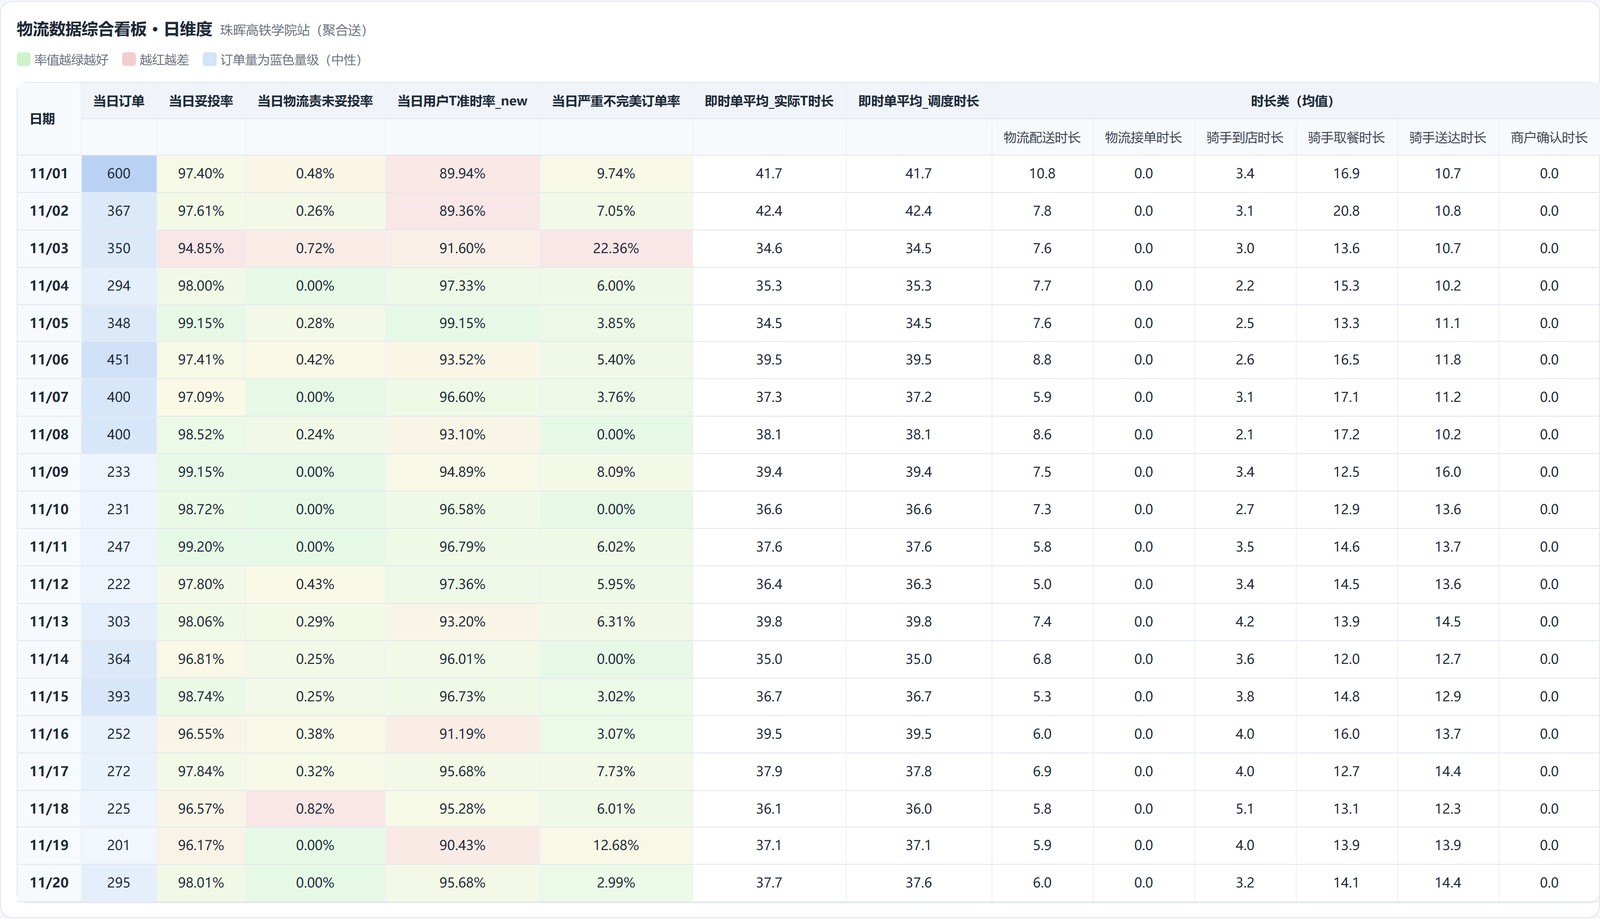 物流数据综合看板 • 日维度 珠晖高铁学院站（聚合送）
率值越绿越好 越红越差 订单量为蓝色量级（中性）
日期 当日订单 当日妥投率 当日物流责未妥投率 当日用户T准时率_new 当日严重不完美订单率 即时单平均_实际T时长 即时单平均_调度时长 时长类（均值）
物流配送时长 物流接单时长 骑手到店时长 骑手取餐时长 骑手送达时长 商户确认时长
11/01 600 97.40% 0.48% 89.94% 9.74% 41.7 41.7 10.8 0.0 3.4 16.9 10.7 0.0
11/02 367 97.61% 0.26% 89.36% 7.05% 42.4 42.4 7.8 0.0 3.1 20.8 10.8 0.0
11/03 350 94.85% 0.72% 91.60% 22.36% 34.6 34.5 7.6 0.0 3.0 13.6 10.7 0.0
11/04 294 98.00% 0.00% 97.33% 6.00% 35.3 35.3 7.7 0.0 2.2 15.3 10.2 0.0
11/05 348 99.15% 0.28% 99.15% 3.85% 34.5 34.5 7.6 0.0 2.5 13.3 11.1 0.0
11/06 451 97.41% 0.42% 93.52% 5.40% 39.5 39.5 8.8 0.0 2.6 16.5 11.8 0.0
11/07 400 97.09% 0.00% 96.60% 3.76% 37.3 37.2 5.9 0.0 3.1 17.1 11.2 0.0
11/08 400 98.52% 0.24% 93.10% 0.00% 38.1 38.1 8.6 0.0 2.1 17.2 10.2 0.0
11/09 233 99.15% 0.00% 94.89% 8.09% 39.4 39.4 7.5 0.0 3.4 12.5 16.0 0.0
11/10 231 98.72% 0.00% 96.58% 0.00% 36.6 36.6 7.3 0.0 2.7 12.9 13.6 0.0
11/11 247 99.20% 0.00% 96.79% 6.02% 37.6 37.6 5.8 0.0 3.5 14.6 13.7 0.0
11/12 222 97.80% 0.43% 97.36% 5.95% 36.4 36.3 5.0 0.0 3.4 14.5 13.6 0.0
11/13 303 98.06% 0.29% 93.20% 6.31% 39.8 39.8 7.4 0.0 4.2 13.9 14.5 0.0
11/14 364 96.81% 0.25% 96.01% 0.00% 35.0 35.0 6.8 0.0 3.6 12.0 12.7 0.0
11/15 393 98.74% 0.25% 96.73% 3.02% 36.7 36.7 5.3 0.0 3.8 14.8 12.9 0.0
11/16 252 96.55% 0.38% 91.19% 3.07% 39.5 39.5 6.0 0.0 4.0 16.0 13.7 0.0
11/17 272 97.84% 0.32% 95.68% 7.73% 37.9 37.8 6.9 0.0 4.0 12.7 14.4 0.0
11/18 225 96.57% 0.82% 95.28% 6.01% 36.1 36.0 5.8 0.0 5.1 13.1 12.3 0.0
11/19 201 96.17% 0.00% 90.43% 12.68% 37.1 37.1 5.9 0.0 4.0 13.9 13.9 0.0
11/20 295 98.01% 0.00% 95.68% 2.99% 37.7 37.6 6.0 0.0 3.2 14.1 14.4 0.0